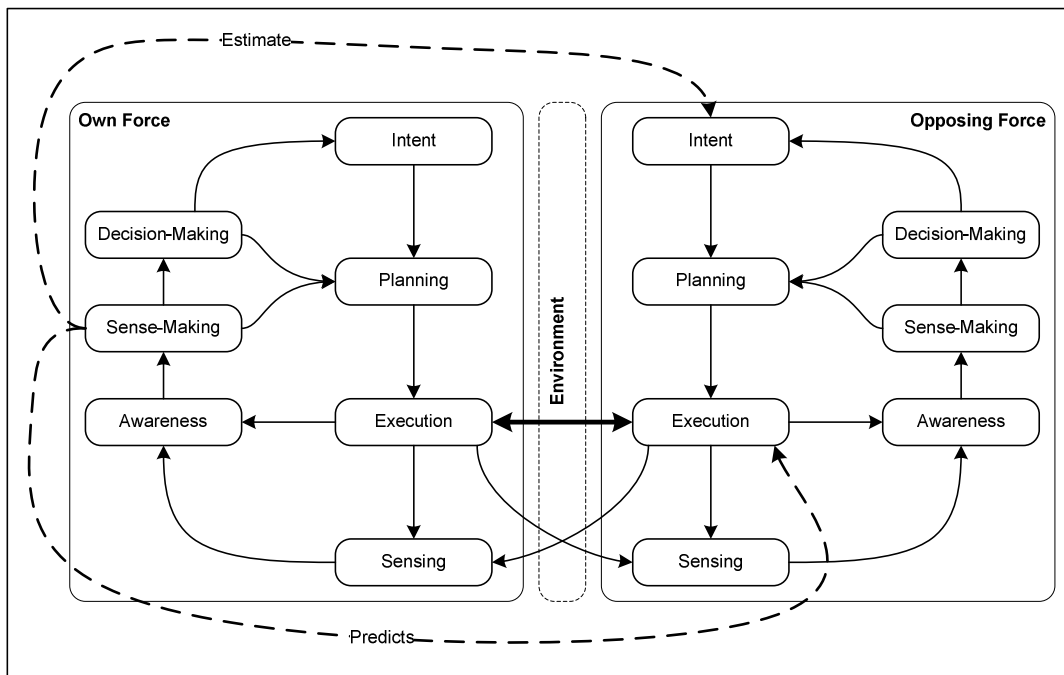 Estimate
Own Force
Opposing Force
Intent
Intent
Decision-Making
Decision-Making
Planning
Planning
Sense-Making
Sense-Making
Environment
Awareness
Execution
Execution
Awareness
Sensing
Sensing
Predicts